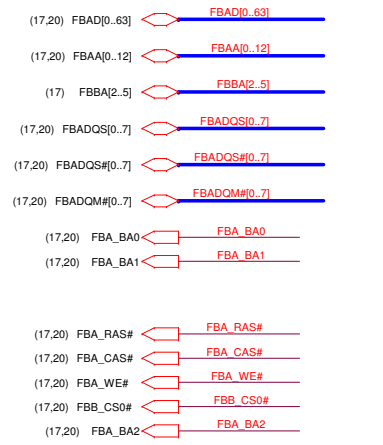 (17,20) FBAD[0..63] FBAD[0..63]
(17,20) FBAA[0..12] FBAA[0..12]
(17) FBBA[2..5] FBBA[2..5]
(17,20) FBADQS[0..7] FBADQS[0..7]
(17,20) FBADQS#[0..7] FBADQS#[0..7]
(17,20) FBADQM#[0..7] FBADQM#[0..7]
(17,20) FBA_BA0 FBA_BA0
(17,20) FBA_BA1 FBA_BA1
(17,20) FBA_RAS# FBA_RAS#
(17,20) FBA_CAS# FBA_CAS#
(17,20) FBA_WE# FBA_WE#
(17,20) FBB_CS0# FBB_CS0#
(17,20) FBA_BA2 FBA_BA2